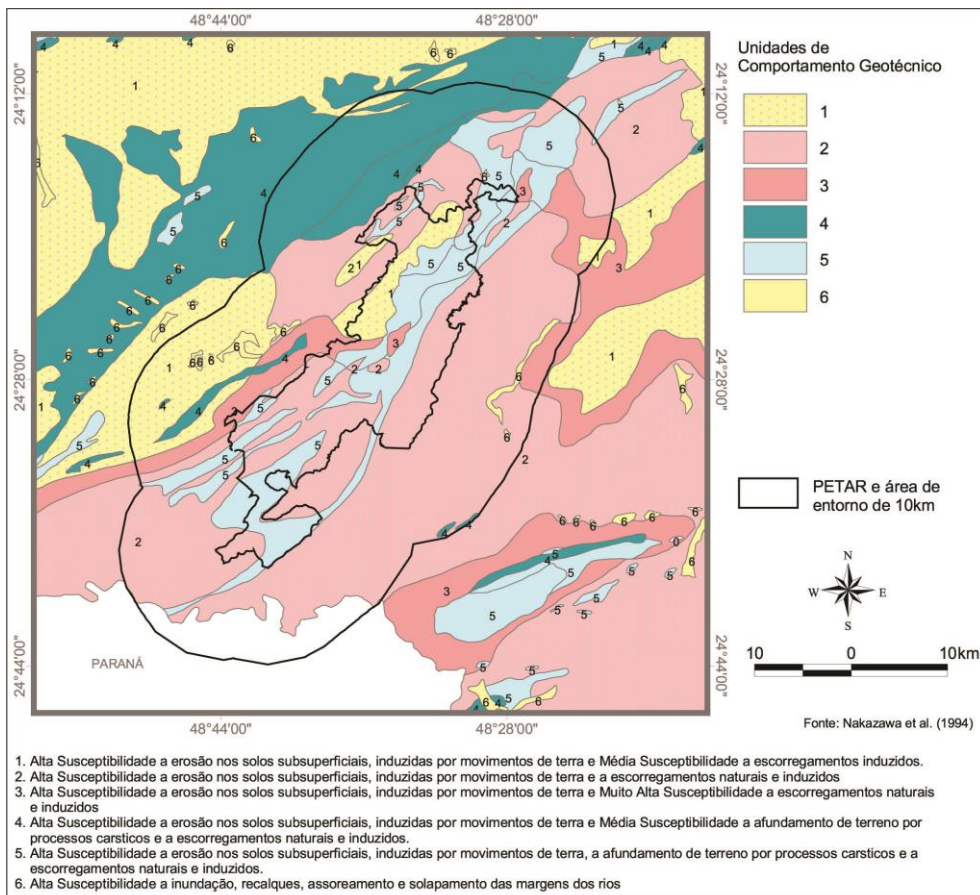 48°44'00"
48°28'00"
24°12'00"
24°28'00"
24°44'00"
24°12'00"
24°28'00"
24°44'00"
48°44'00"
48°28'00"
PARANÁ
Unidades de
Comportamento Geotécnico
1
2
3
4
5
6
PETAR e área de
entorno de 10km
N
W
E
S
10
0
10km
Fonte: Nakazawa et al. (1994)
1. Alta Susceptibilidade a erosão nos solos subsuperficiais, induzidas por movimentos de terra e Média Susceptibilidade a escorregamentos induzidos.
2. Alta Susceptibilidade a erosão nos solos subsuperficiais, induzidas por movimentos de terra e a escorregamentos naturais e induzidos
3. Alta Susceptibilidade a erosão nos solos subsuperficiais, induzidas por movimentos de terra e Muito Alta Susceptibilidade a escorregamentos naturais
e induzidos
4. Alta Susceptibilidade a erosão nos solos subsuperficiais, induzidas por movimentos de terra e Média Susceptibilidade a afundamento de terreno por
processos carsticos e a escorregamentos naturais e induzidos.
5. Alta Susceptibilidade a erosão nos solos subsuperficiais, induzidas por movimentos de terra, a afundamento de terreno por processos carsticos e a
escorregamentos naturais e induzidos.
6. Alta Susceptibilidade a inundação, recalques, assoreamento e solapamento das margens dos rios